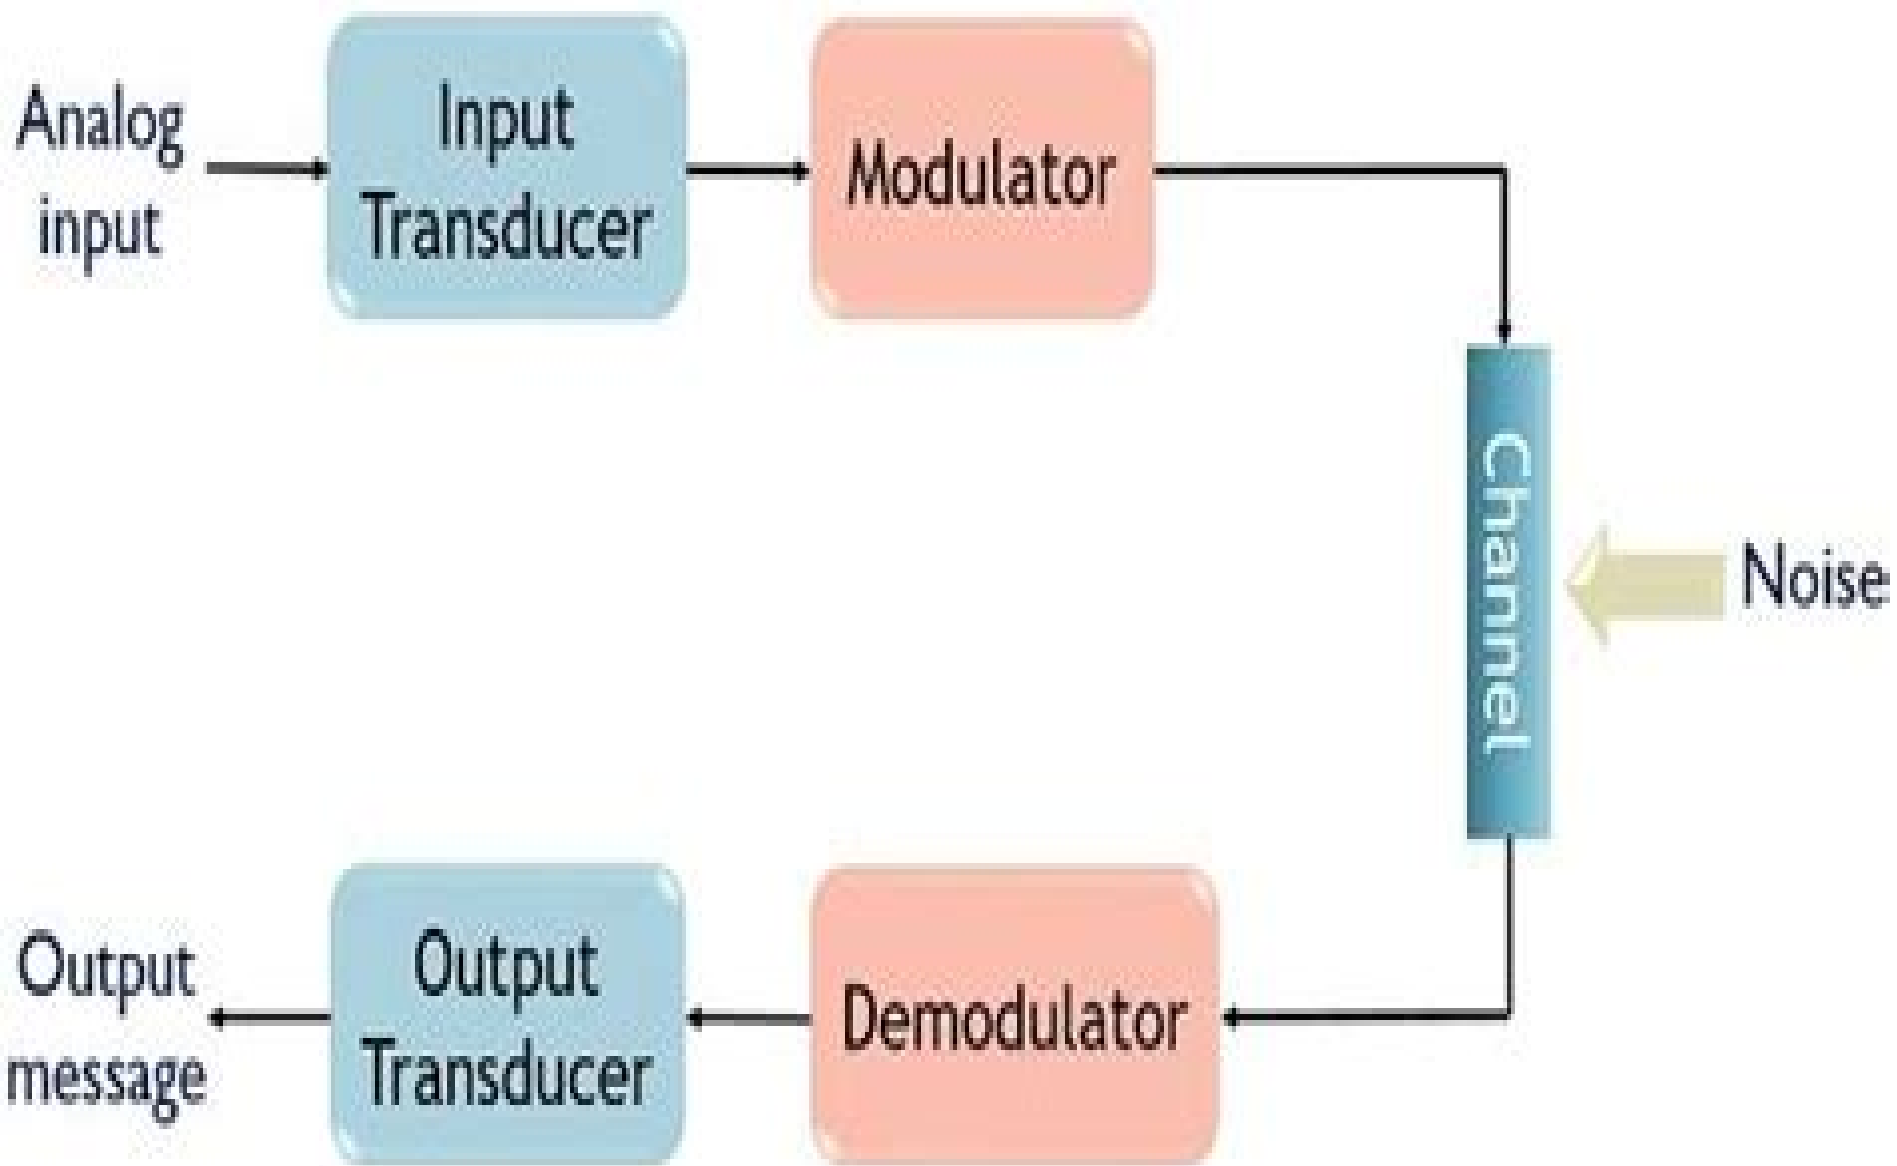 Analog
input
Input
Transducer
Modulator
Channel
Noise
Output
message
Output
Transducer
Demodulator